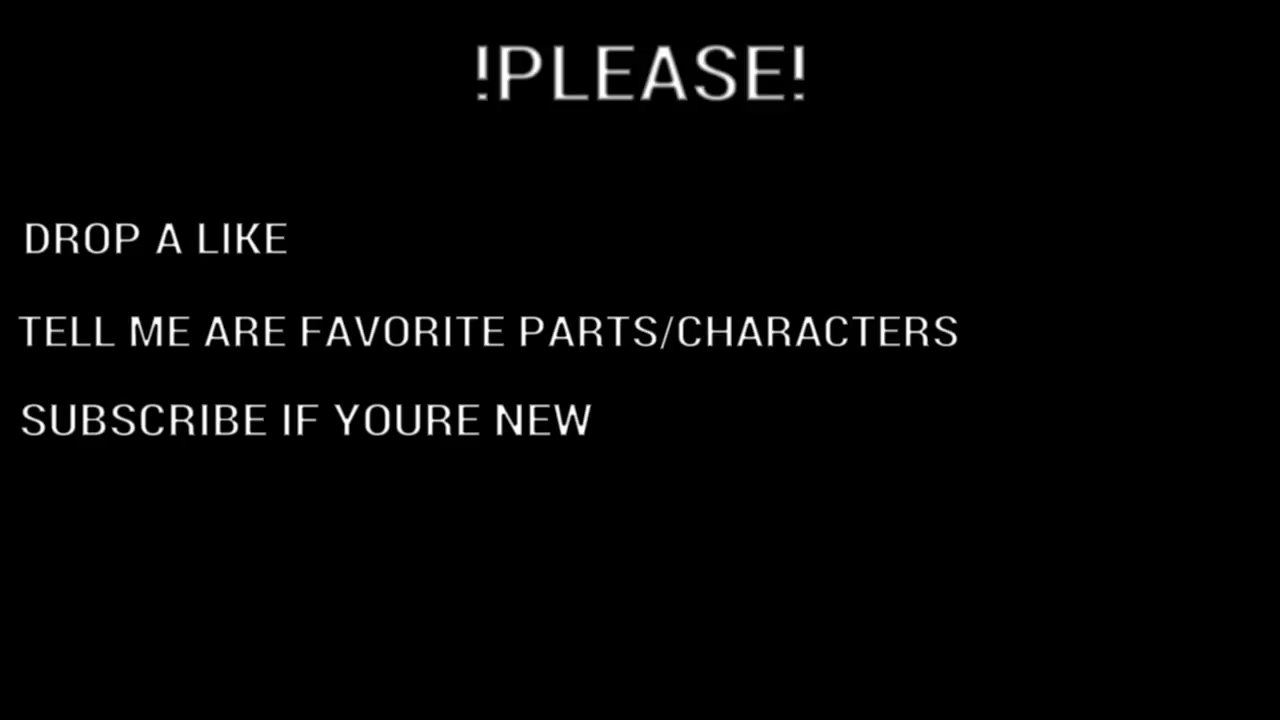 !PLEASE!
DROP A LIKE
TELL ME ARE FAVORITE PARTS/CHARACTERS
SUBSCRIBE IF YOURE NEW